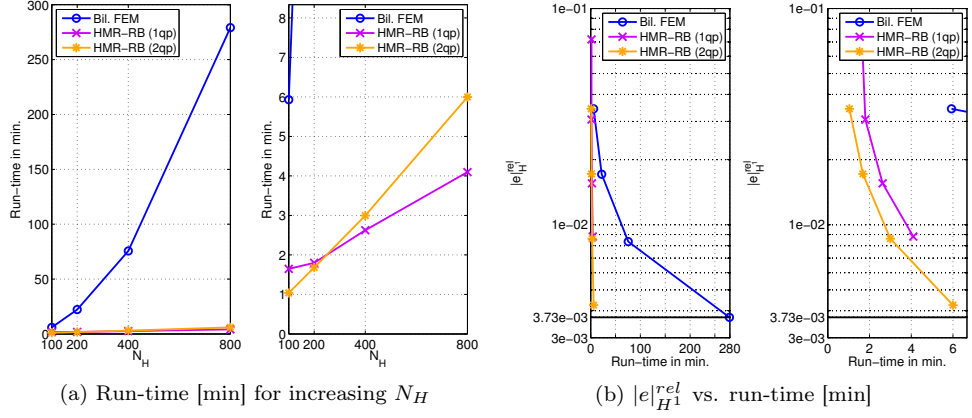 300
250
200
150
100
50
0
Run−time in min.
100 200 400 800
N_H
Bil. FEM
HMR−RB (1qp)
HMR−RB (2qp)
8
7
6
5
4
3
2
1
0
Run−time in min.
100 200 400 800
N_H
Bil. FEM
HMR−RB (1qp)
HMR−RB (2qp)
(a) Run-time [min] for increasing N_H
1e−01
1e−02
3.73e−03
3e−03
|e|^{rel}_{H^1}
0 100 200 280
Run−time in min.
Bil. FEM
HMR−RB (1qp)
HMR−RB (2qp)
1e−01
1e−02
3.73e−03
3e−03
|e|^{rel}_{H^1}
0 2 4 6
Run−time in min.
Bil. FEM
HMR−RB (1qp)
HMR−RB (2qp)
(b) |e|^{rel}_{H^1} vs. run-time [min]